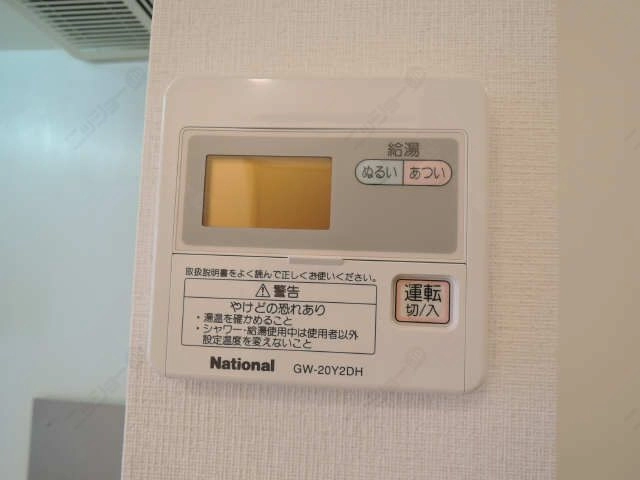 給湯
ぬるい あつい
取扱説明書をよく読んで正しくお使いください。
⚠警告
やけどの恐れあり
・湯温を確かめること
・シャワー・給湯使用中は使用者以外
設定温度を変えないこと
運転
切/入
National GW-20Y2DH